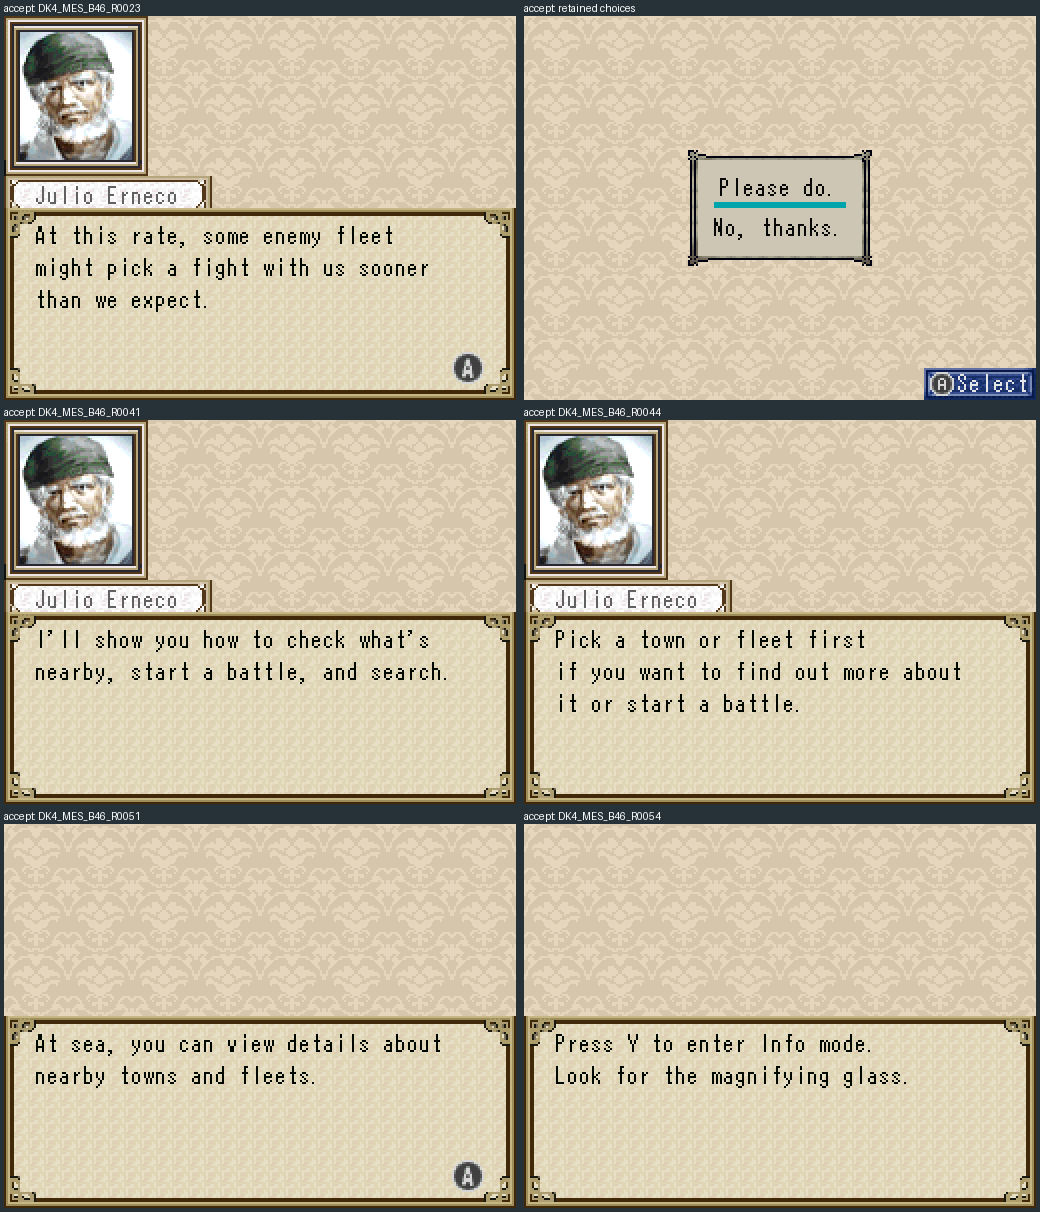 accept DK4_MES_B46_R0023
Julio Erneco
At this rate, some enemy fleet
might pick a fight with us sooner
than we expect.
A
accept retained choices
Please do.
No, thanks.
A Select
accept DK4_MES_B46_R0041
Julio Erneco
I'll show you how to check what's
nearby, start a battle, and search.
accept DK4_MES_B46_R0044
Julio Erneco
Pick a town or fleet first
if you want to find out more about
it or start a battle.
accept DK4_MES_B46_R0051
At sea, you can view details about
nearby towns and fleets.
A
accept DK4_MES_B46_R0054
Press Y to enter Info mode.
Look for the magnifying glass.